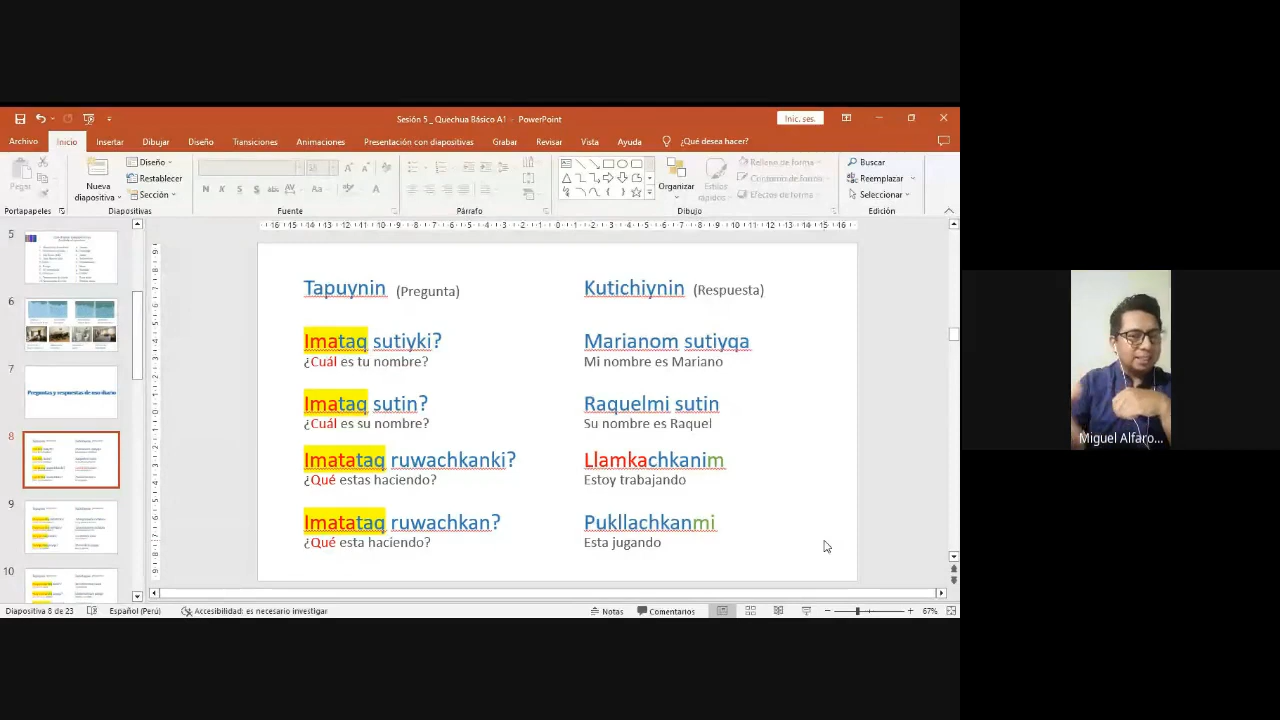 Sesión 5 _ Quechua Básico A1 - PowerPoint
Inic. ses.
Archivo Inicio Insertar Dibujar Diseño Transiciones Animaciones Presentación con diapositivas Grabar Revisar Vista Ayuda ¿Qué desea hacer?
Pegar
Nueva diapositiva
Diseño
Restablecer
Sección
Organizar
Estilos rápidos
Relleno de forma
Contorno de forma
Efectos de forma
Buscar
Reemplazar
Seleccionar
Portapapeles Diapositivas Fuente Párrafo Dibujo Edición
5
6
7
Preguntas y respuestas de uso diario
8
9
10
Tapuynin (Pregunta) Kutichiynin (Respuesta)
Imataq sutiyki? Marianom sutiyqa
¿Cuál es tu nombre? Mi nombre es Mariano
Imataq sutin? Raquelmi sutin
¿Cuál es su nombre? Su nombre es Raquel
Imatataq ruwachkanki? Llamkachkanim
¿Qué estas haciendo? Estoy trabajando
Imatataq ruwachkan? Pukllachkanmi
¿Qué esta haciendo? Esta jugando
Miguel Alfaro...
Diapositiva 8 de 23 Español (Perú) Accesibilidad: es necesario investigar Notas Comentarios 67%